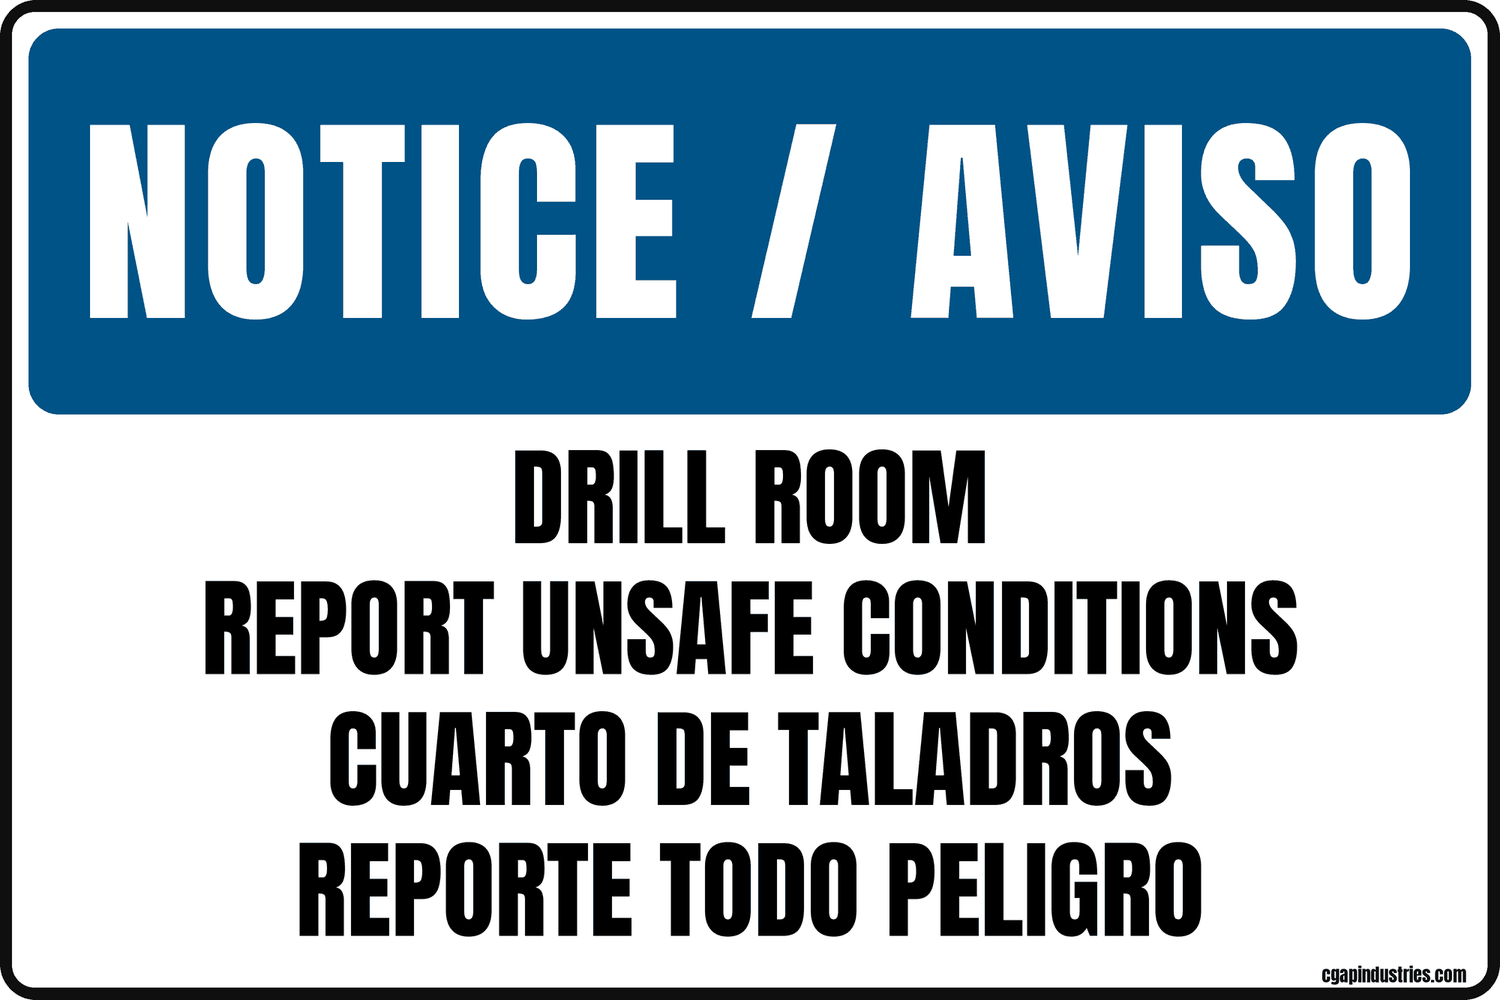 NOTICE / AVISO
DRILL ROOM
REPORT UNSAFE CONDITIONS
CUARTO DE TALADROS
REPORTE TODO PELIGRO
cgapindustries.com